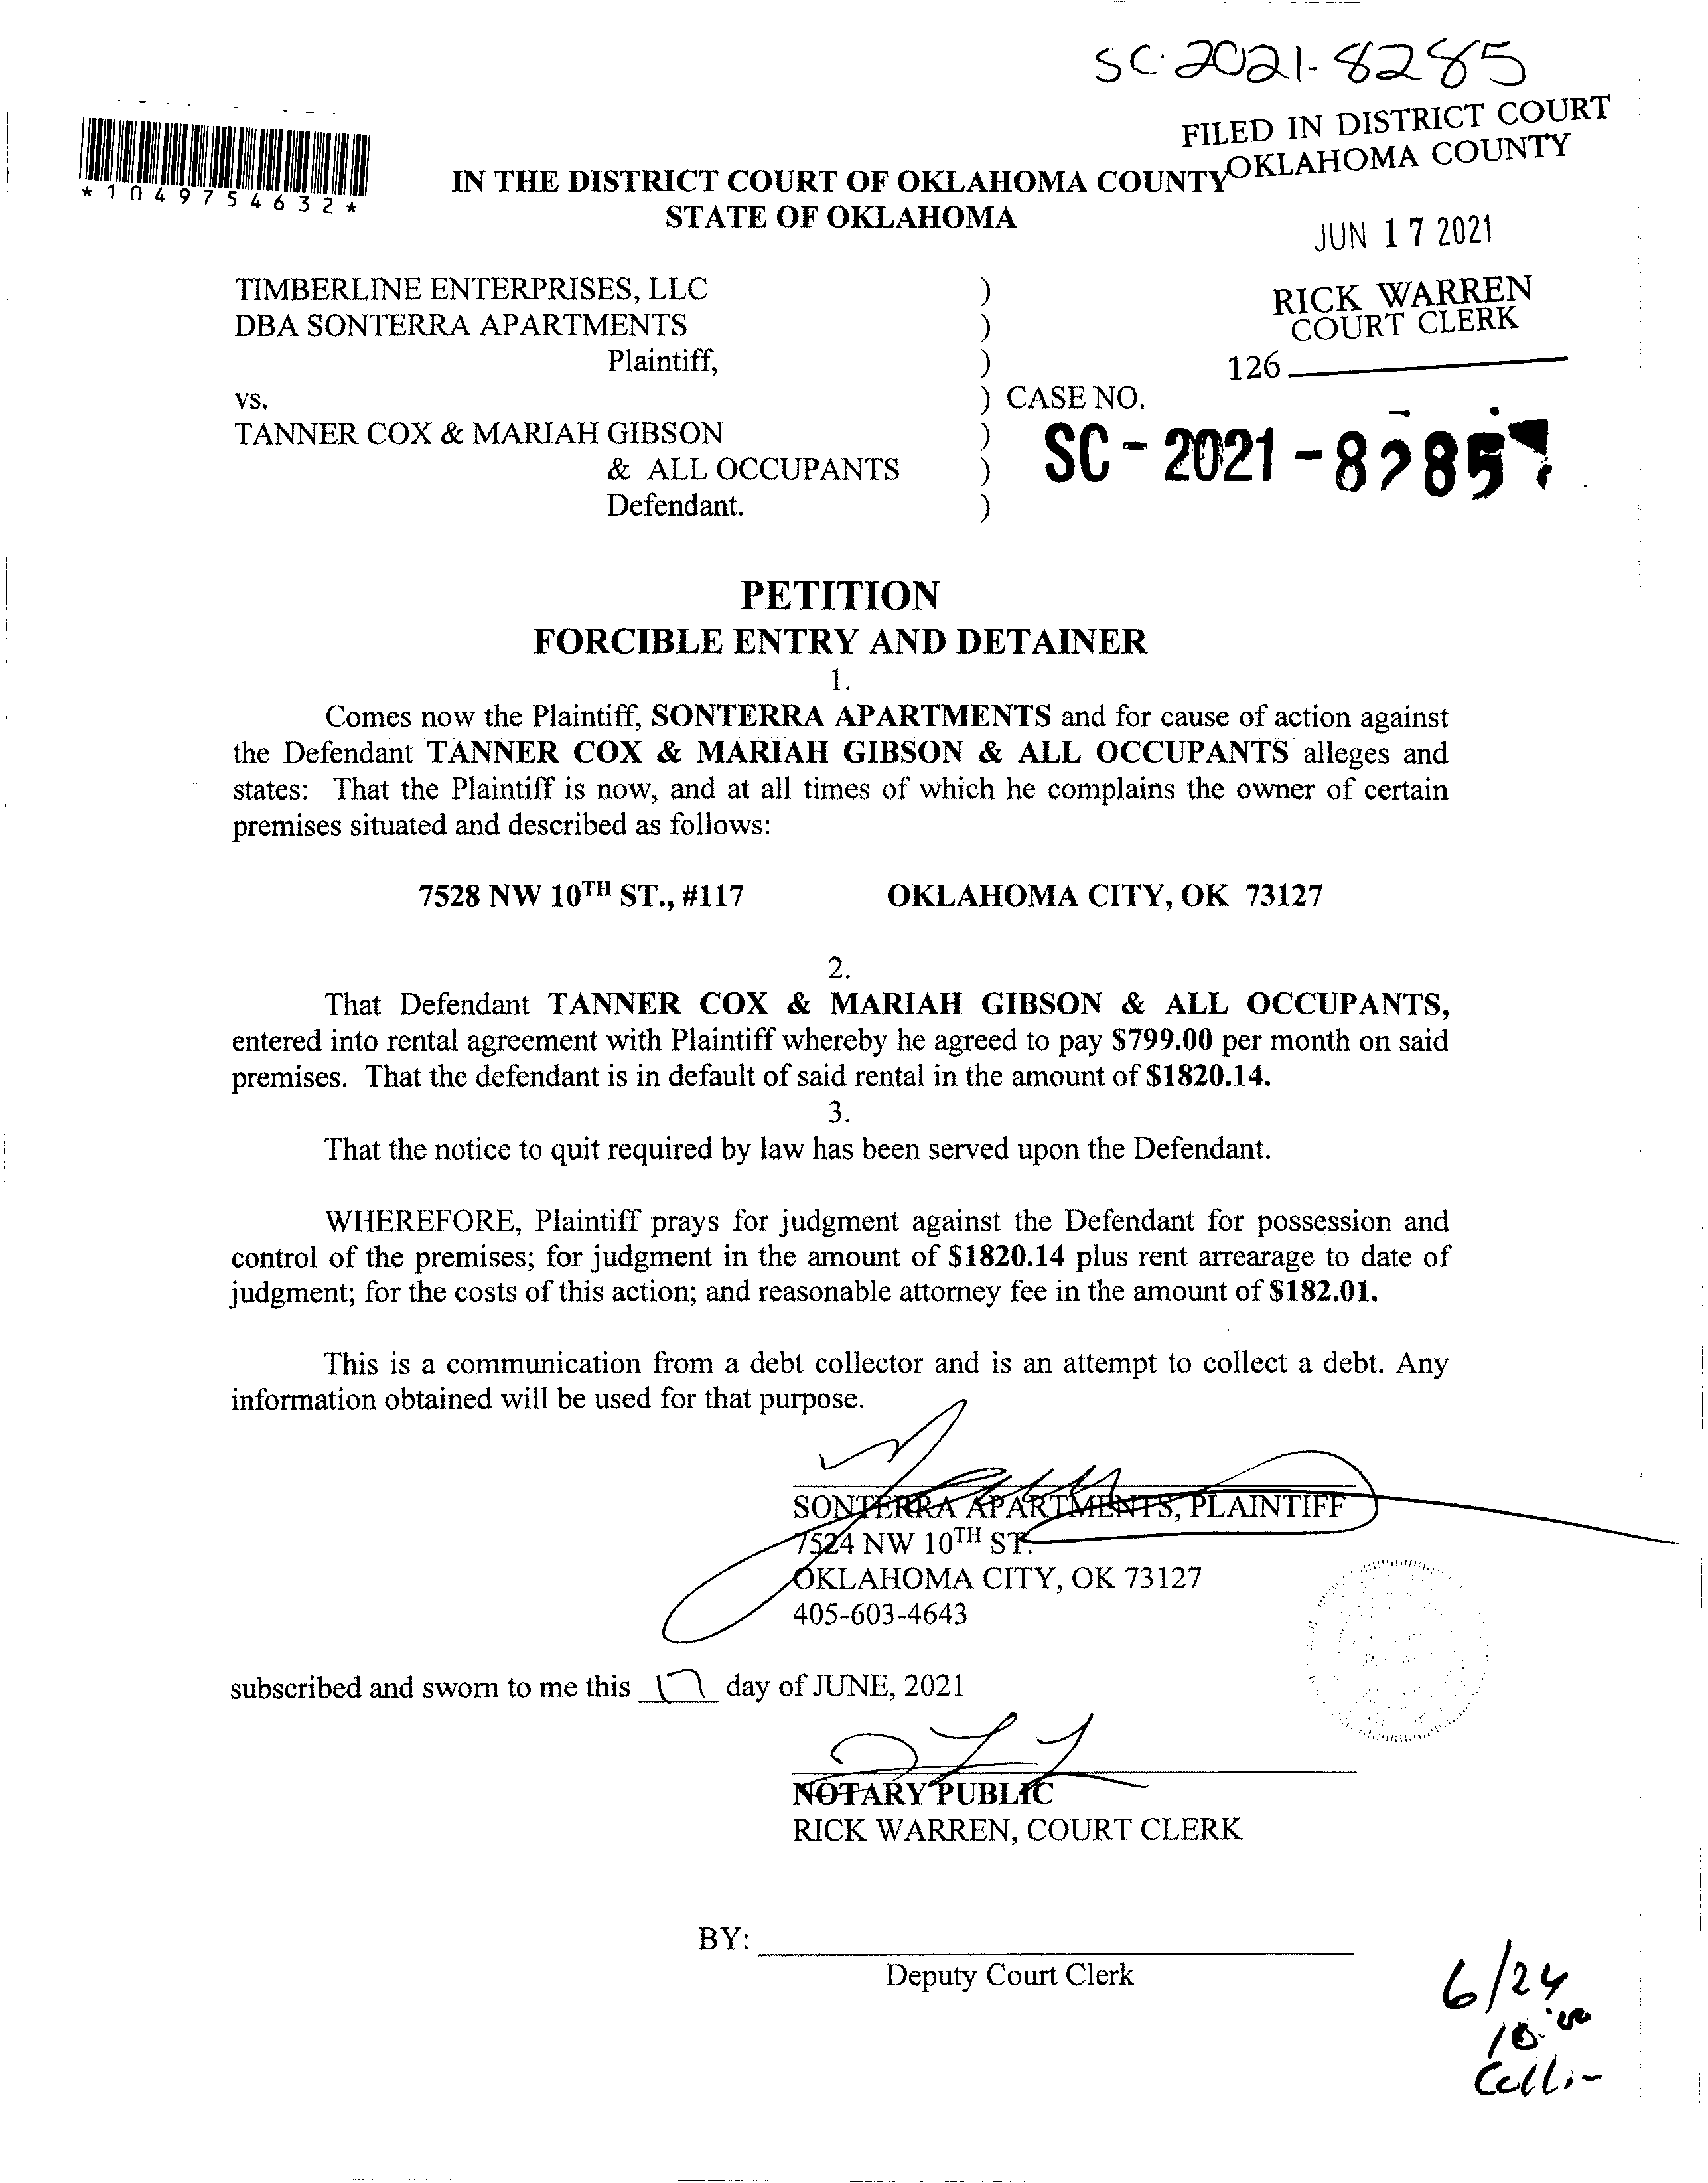 SC-2021-8285
FILED IN DISTRICT COURT
OKLAHOMA COUNTY
*1049754632*
IN THE DISTRICT COURT OF OKLAHOMA COUNTY
STATE OF OKLAHOMA
JUN 17 2021
TIMBERLINE ENTERPRISES, LLC )
DBA SONTERRA APARTMENTS )
Plaintiff, )
RICK WARREN
COURT CLERK
126
vs. ) CASE NO.
TANNER COX & MARIAH GIBSON )
& ALL OCCUPANTS )
Defendant. )
SC - 2021 - 8285
PETITION
FORCIBLE ENTRY AND DETAINER
1.
Comes now the Plaintiff, SONTERRA APARTMENTS and for cause of action against
the Defendant TANNER COX & MARIAH GIBSON & ALL OCCUPANTS alleges and
states: That the Plaintiff is now, and at all times of which he complains the owner of certain
premises situated and described as follows:
7528 NW 10TH ST., #117 OKLAHOMA CITY, OK 73127
2.
That Defendant TANNER COX & MARIAH GIBSON & ALL OCCUPANTS,
entered into rental agreement with Plaintiff whereby he agreed to pay $799.00 per month on said
premises. That the defendant is in default of said rental in the amount of $1820.14.
3.
That the notice to quit required by law has been served upon the Defendant.
WHEREFORE, Plaintiff prays for judgment against the Defendant for possession and
control of the premises; for judgment in the amount of $1820.14 plus rent arrearage to date of
judgment; for the costs of this action; and reasonable attorney fee in the amount of $182.01.
This is a communication from a debt collector and is an attempt to collect a debt. Any
information obtained will be used for that purpose.
SONTERRA APARTMENTS, PLAINTIFF
7524 NW 10TH ST.
OKLAHOMA CITY, OK 73127
405-603-4643
subscribed and sworn to me this 17 day of JUNE, 2021
NOTARY PUBLIC
RICK WARREN, COURT CLERK
BY:
Deputy Court Clerk
6/24